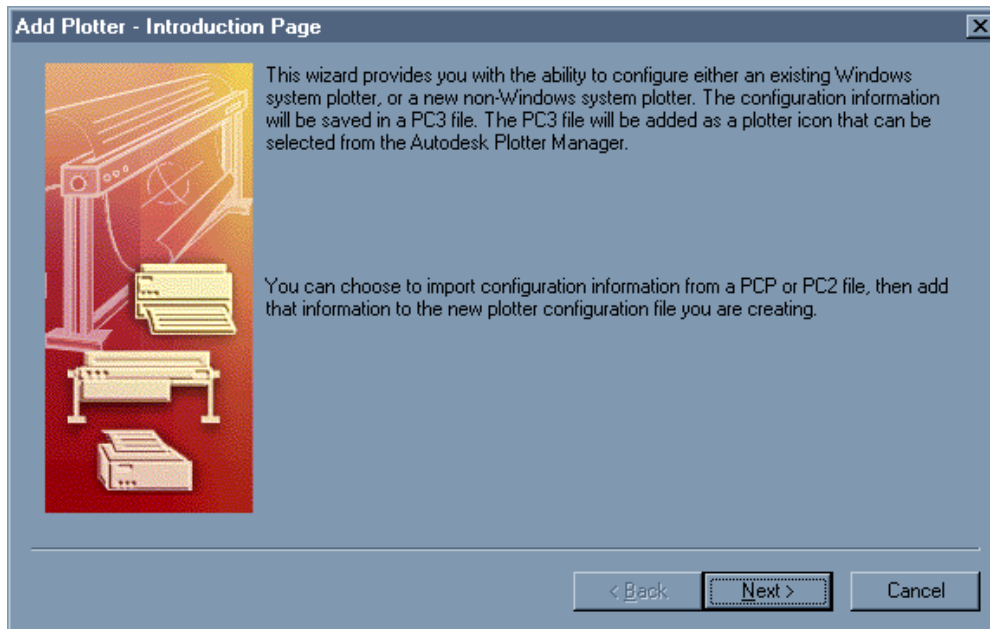 Add Plotter - Introduction Page
This wizard provides you with the ability to configure either an existing Windows
system plotter, or a new non-Windows system plotter. The configuration information
will be saved in a PC3 file. The PC3 file will be added as a plotter icon that can be
selected from the Autodesk Plotter Manager.
You can choose to import configuration information from a PCP or PC2 file, then add
that information to the new plotter configuration file you are creating.
< Back Next > Cancel